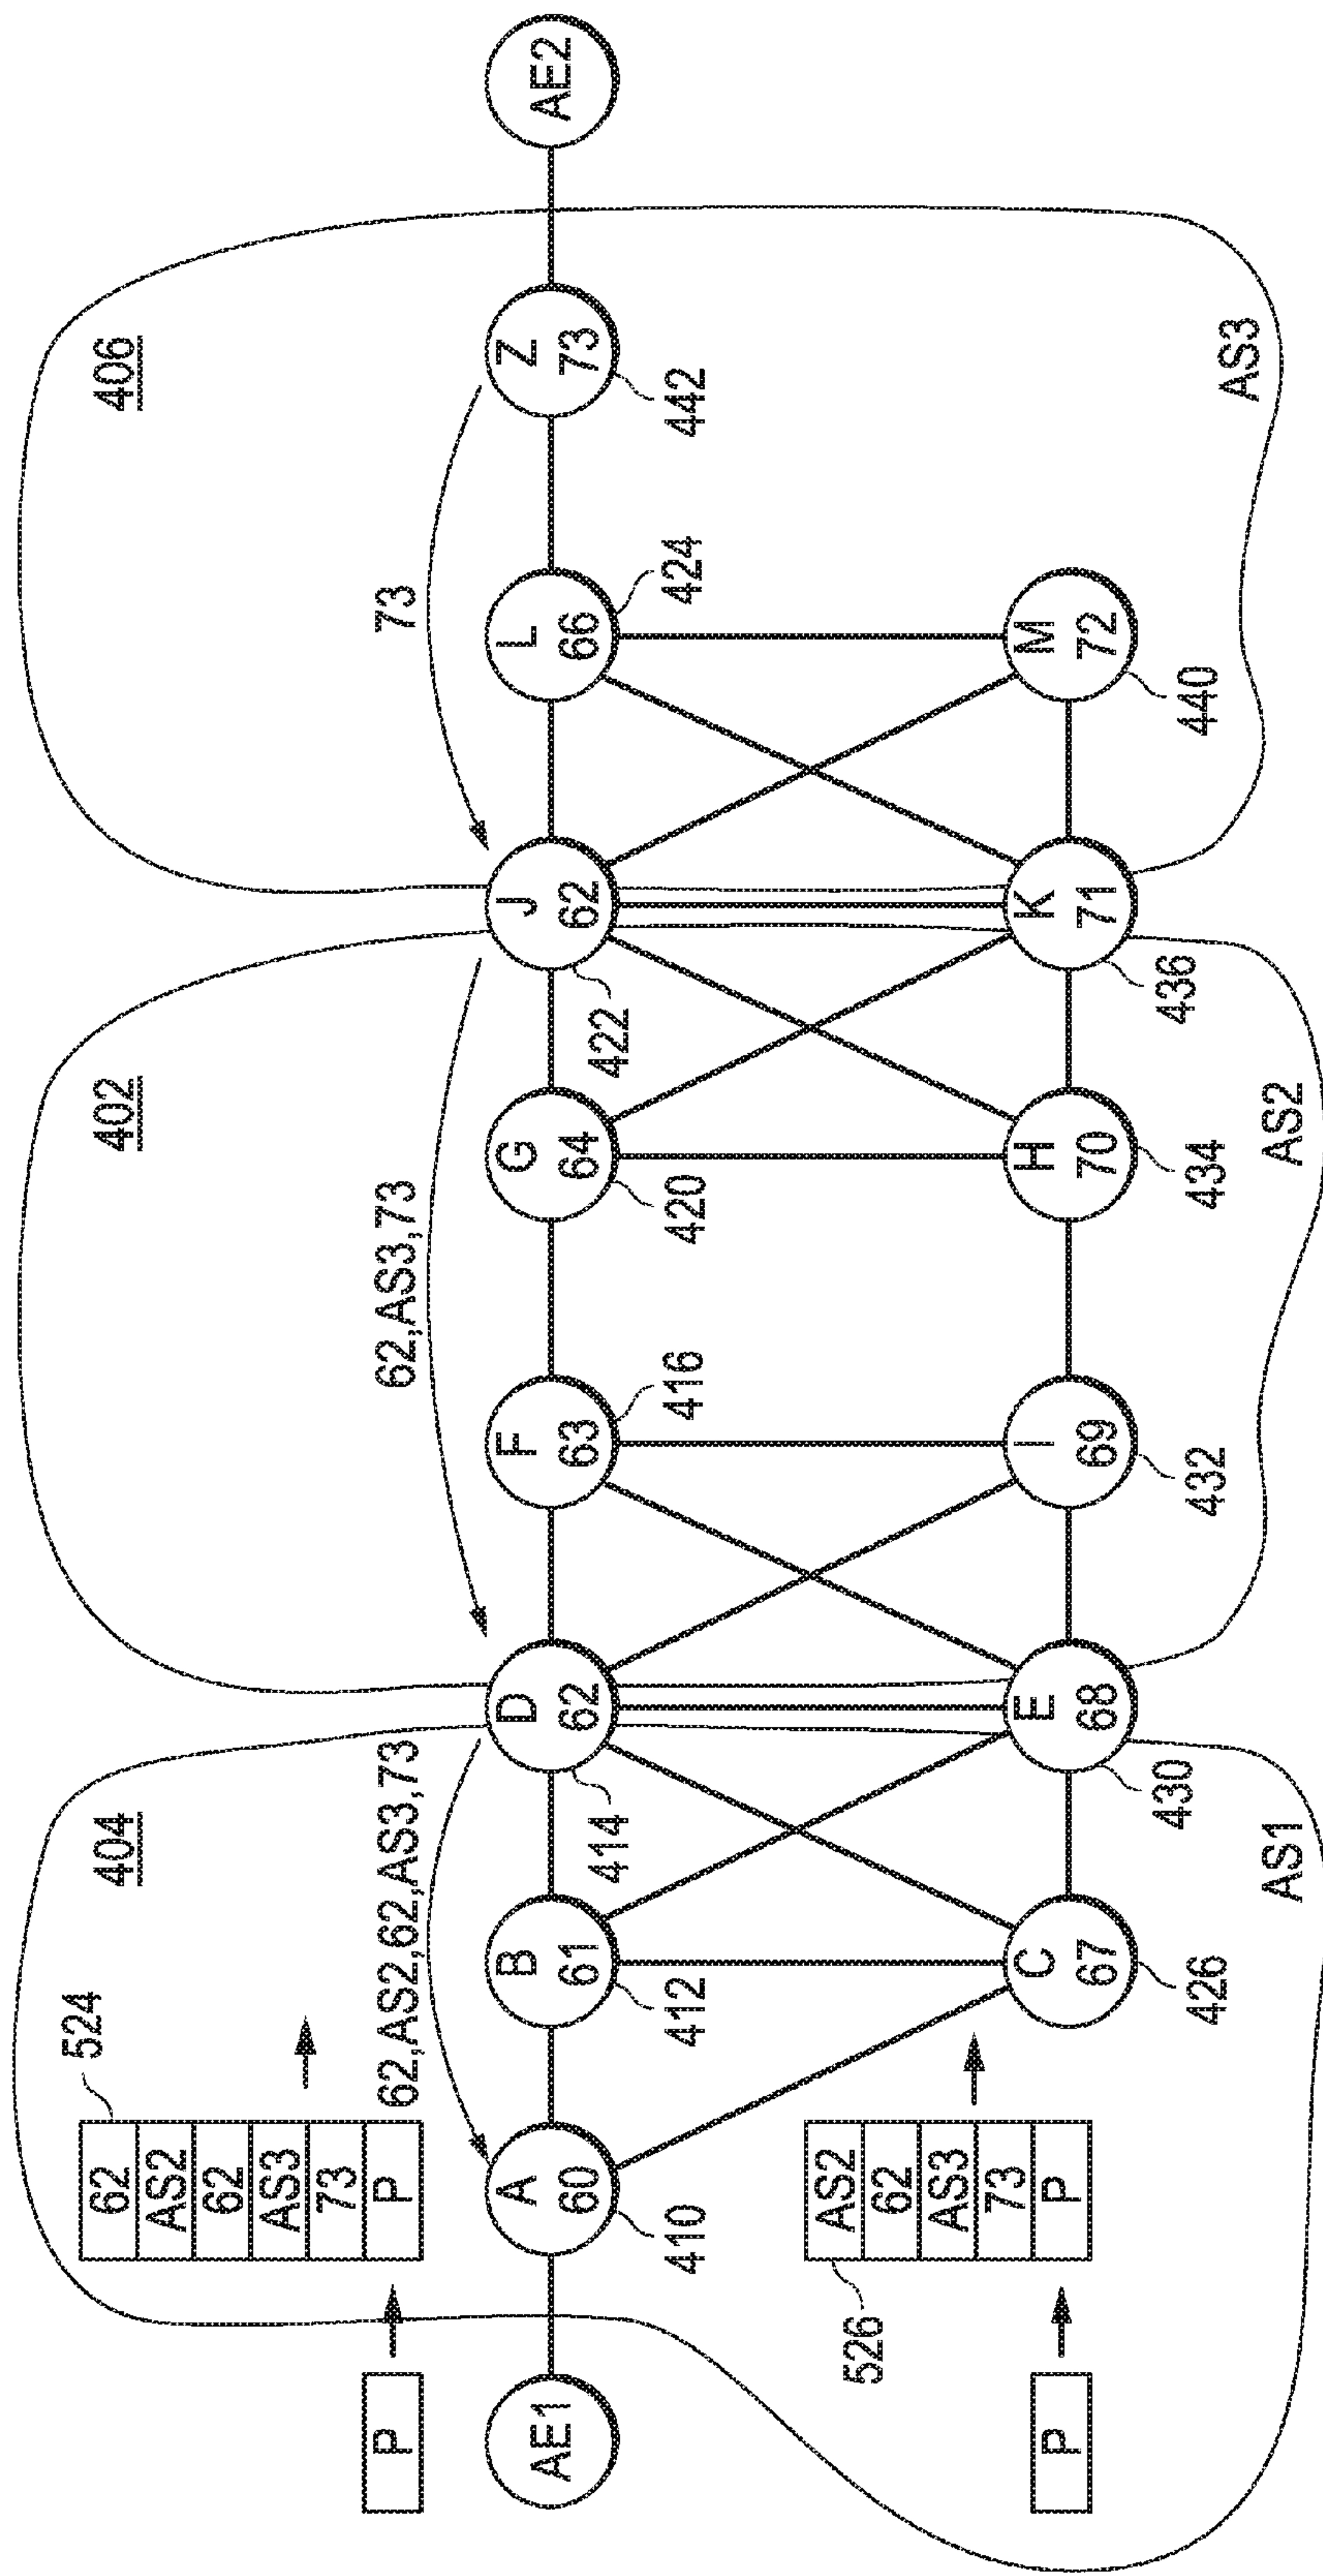 404
402
406
524
62
AS2
62
AS3
73
P
P
62,AS2,62,AS3,73
62,AS3,73
73
AE1
A
60
410
B
61
412
D
62
414
F
63
416
G
64
420
J
62
422
L
66
424
Z
73
442
AE2
526
AS2
62
AS3
73
P
P
C
67
426
E
68
430
I
69
432
H
70
434
K
71
436
M
72
440
AS1
AS2
AS3